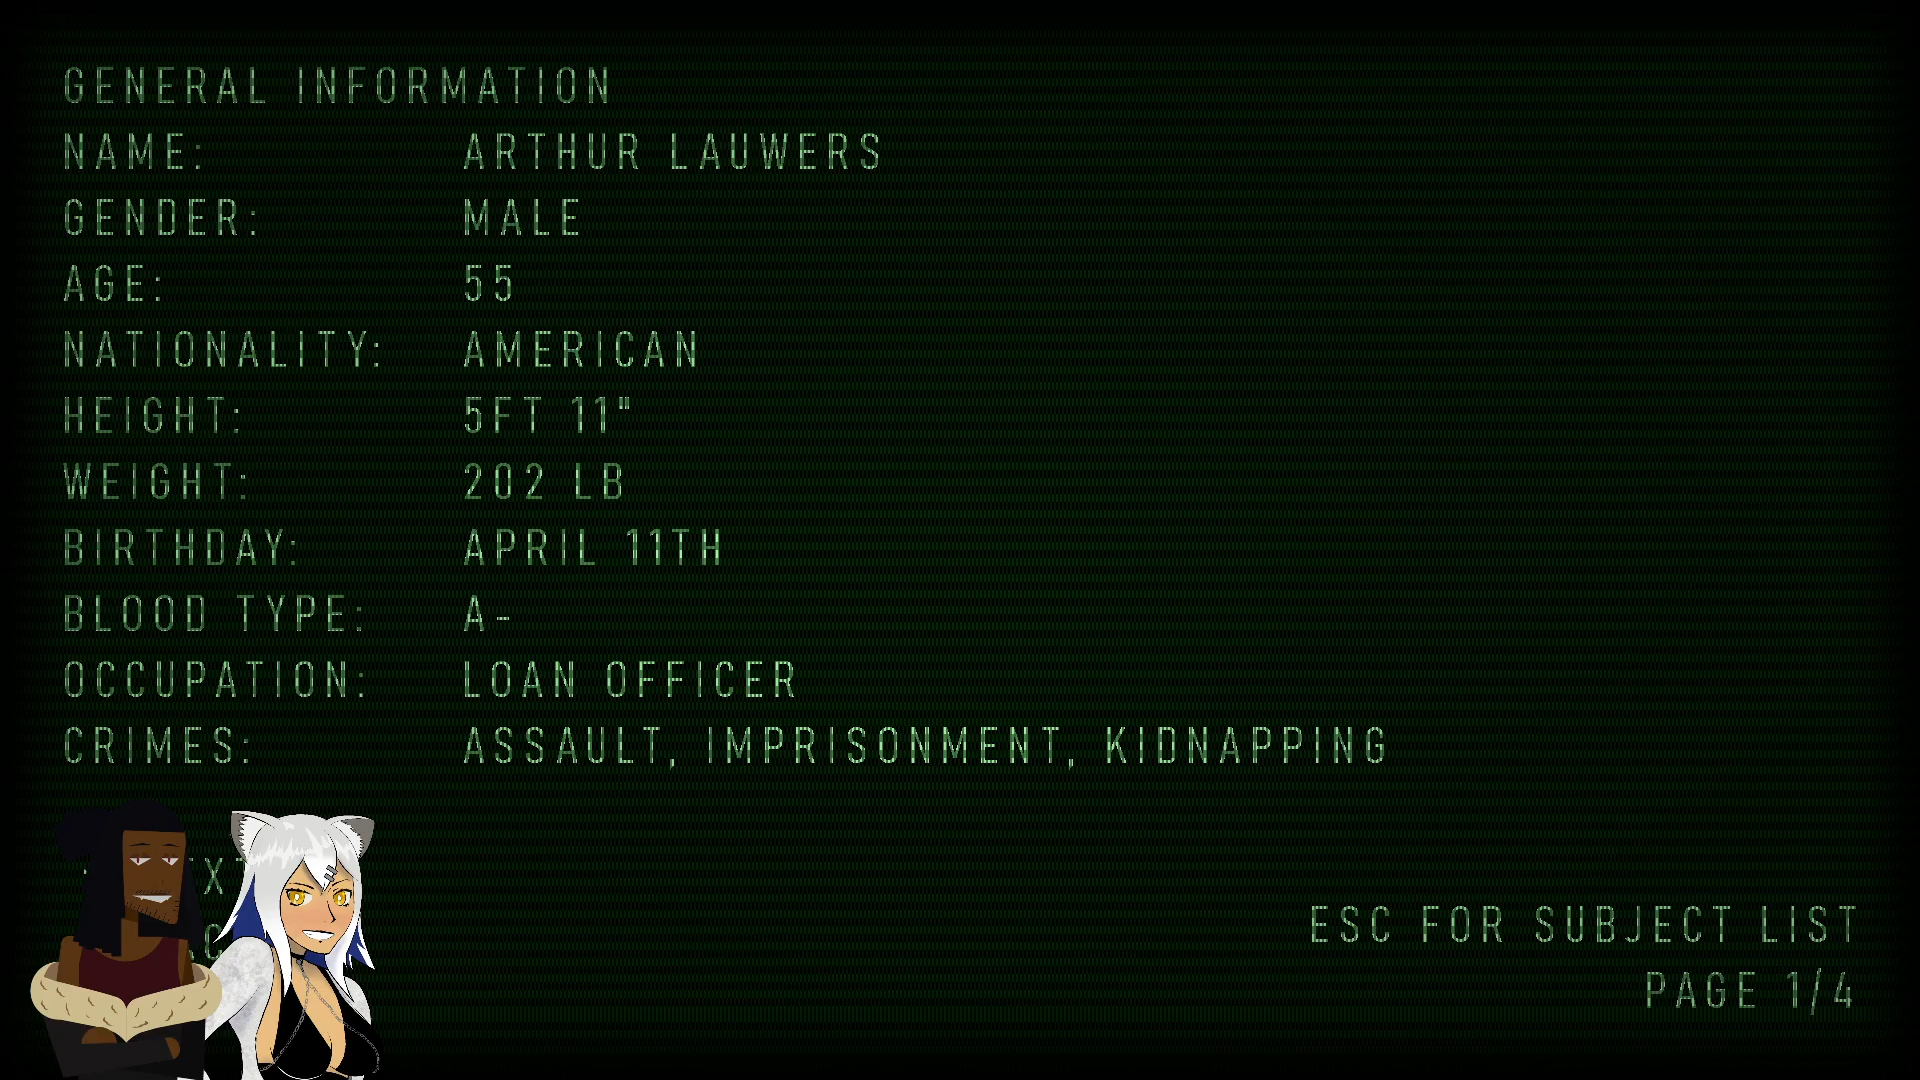 GENERAL INFORMATION
NAME: ARTHUR LAUWERS
GENDER: MALE
AGE: 55
NATIONALITY: AMERICAN
HEIGHT: 5FT 11"
WEIGHT: 202 LB
BIRTHDAY: APRIL 11TH
BLOOD TYPE: A-
OCCUPATION: LOAN OFFICER
CRIMES: ASSAULT, IMPRISONMENT, KIDNAPPING
ESC FOR SUBJECT LIST
PAGE 1/4